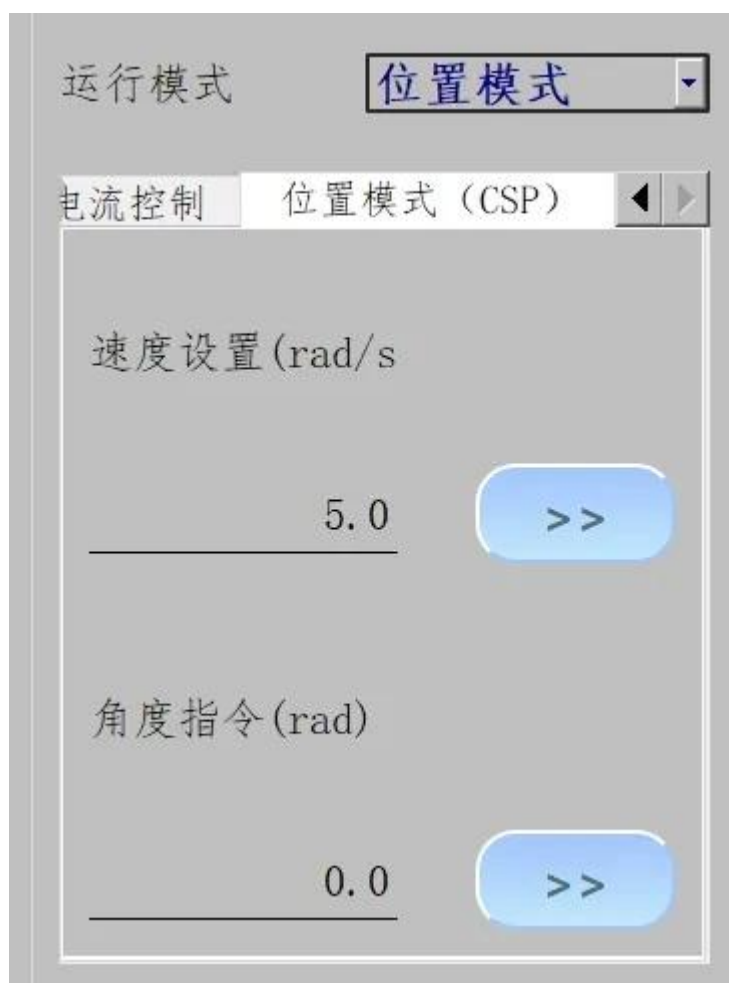 运行模式 位置模式
电流控制 位置模式（CSP）
速度设置(rad/s
5.0 >>
角度指令(rad)
0.0 >>